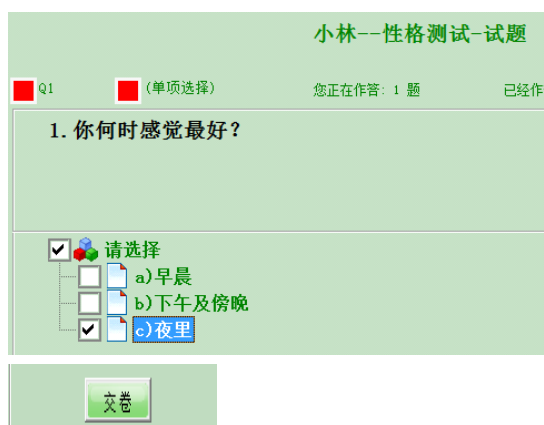 小林--性格测试-试题
Q1 (单项选择) 您正在作答: 1 题 已经作
1.你何时感觉最好?
请选择
a)早晨
b)下午及傍晚
c)夜里
交卷